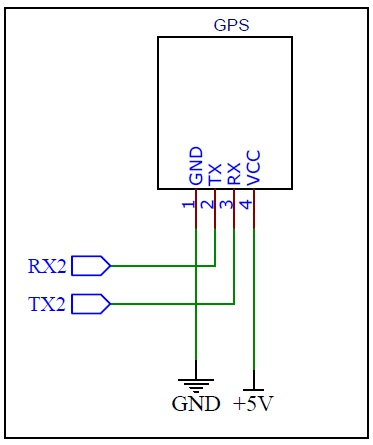 GPS
GND TX RX VCC
1 2 3 4
RX2
TX2
GND +5V